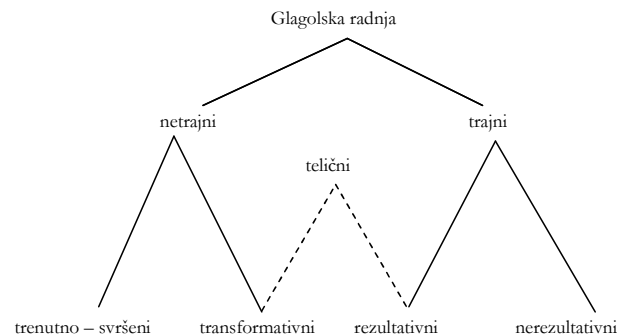 Glagolska radnja
netrajni
trajni
telični
trenutno – svršeni
transformativni
rezultativni
nerezultativni